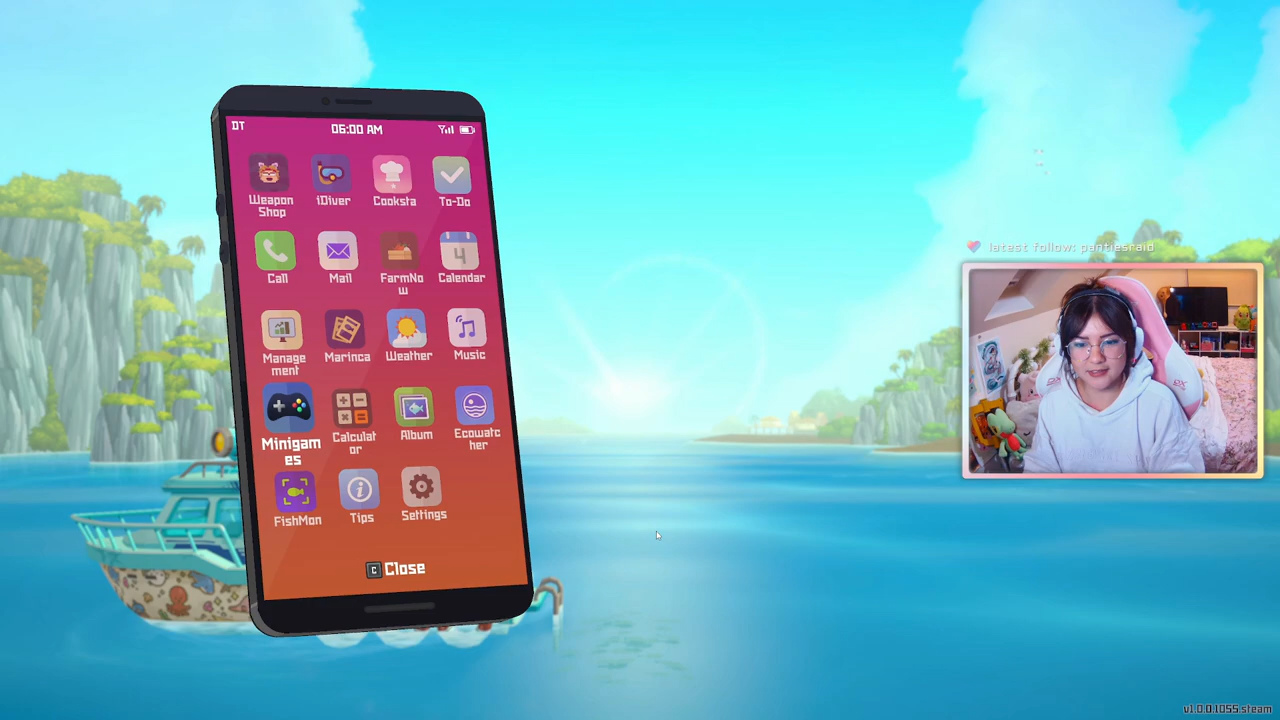 DT
06:00 AM
Weapon
Shop
iDiver
Cooksta
To-Do
Call
Mail
FarmNo
w
Calendar
4
Manage
ment
Marinca
Weather
Music
Minigam
es
Calculat
or
Album
Ecowatc
her
FishMon
Tips
Settings
C Close
latest follow: pantiesraid
v1.0.0.1055.steam